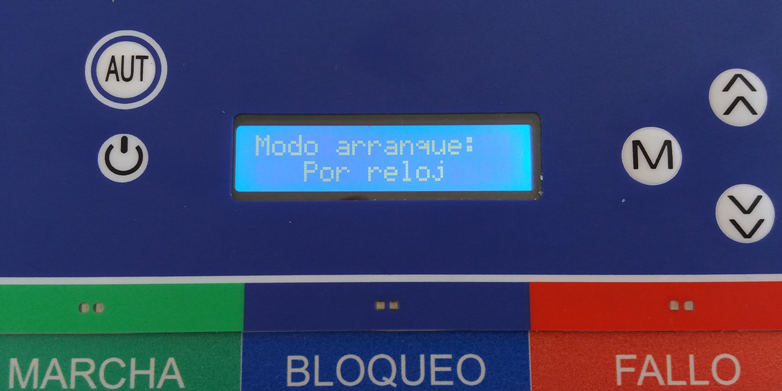 AUT
Modo arranque:
Por reloj
M
MARCHA
BLOQUEO
FALLO